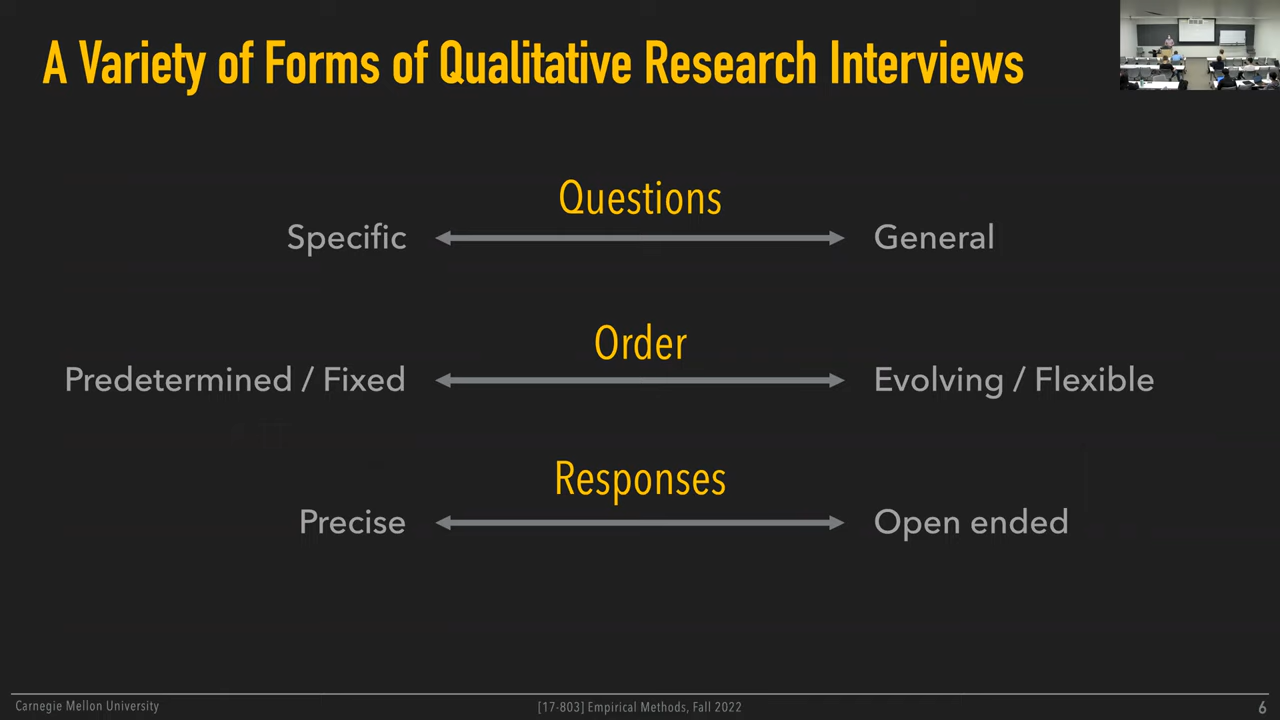 A Variety of Forms of Qualitative Research Interviews
Questions
Specific
General
Order
Predetermined / Fixed
Evolving / Flexible
Responses
Precise
Open ended
Carnegie Mellon University
[17-803] Empirical Methods, Fall 2022
6